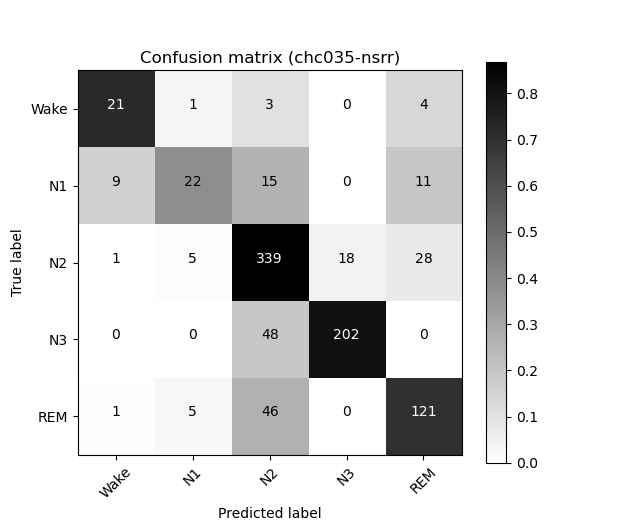 Confusion matrix (chc035-nsrr)
True label
Wake 21 1 3 0 4
N1 9 22 15 0 11
N2 1 5 339 18 28
N3 0 0 48 202 0
REM 1 5 46 0 121
Wake N1 N2 N3 REM
Predicted label
0.8
0.7
0.6
0.5
0.4
0.3
0.2
0.1
0.0